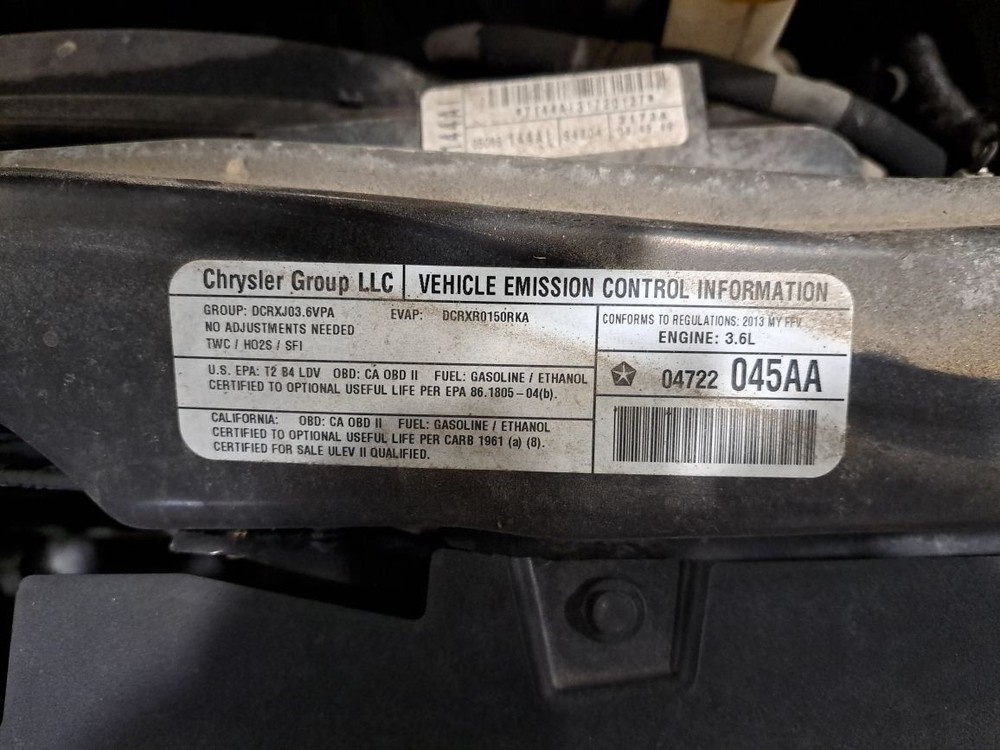 144A1
Chrysler Group LLC VEHICLE EMISSION CONTROL INFORMATION
GROUP: DCRXJ03.6VPA EVAP: DCRXR0150RKA
NO ADJUSTMENTS NEEDED
TWC / HO2S / SFI
CONFORMS TO REGULATIONS: 2013 MY FFV
ENGINE: 3.6L
U.S. EPA: T2 B4 LDV OBD: CA OBD II FUEL: GASOLINE / ETHANOL
CERTIFIED TO OPTIONAL USEFUL LIFE PER EPA 86.1805-04(b).
04722 045AA
CALIFORNIA: OBD: CA OBD II FUEL: GASOLINE / ETHANOL
CERTIFIED TO OPTIONAL USEFUL LIFE PER CARB 1961 (a) (8).
CERTIFIED FOR SALE ULEV II QUALIFIED.